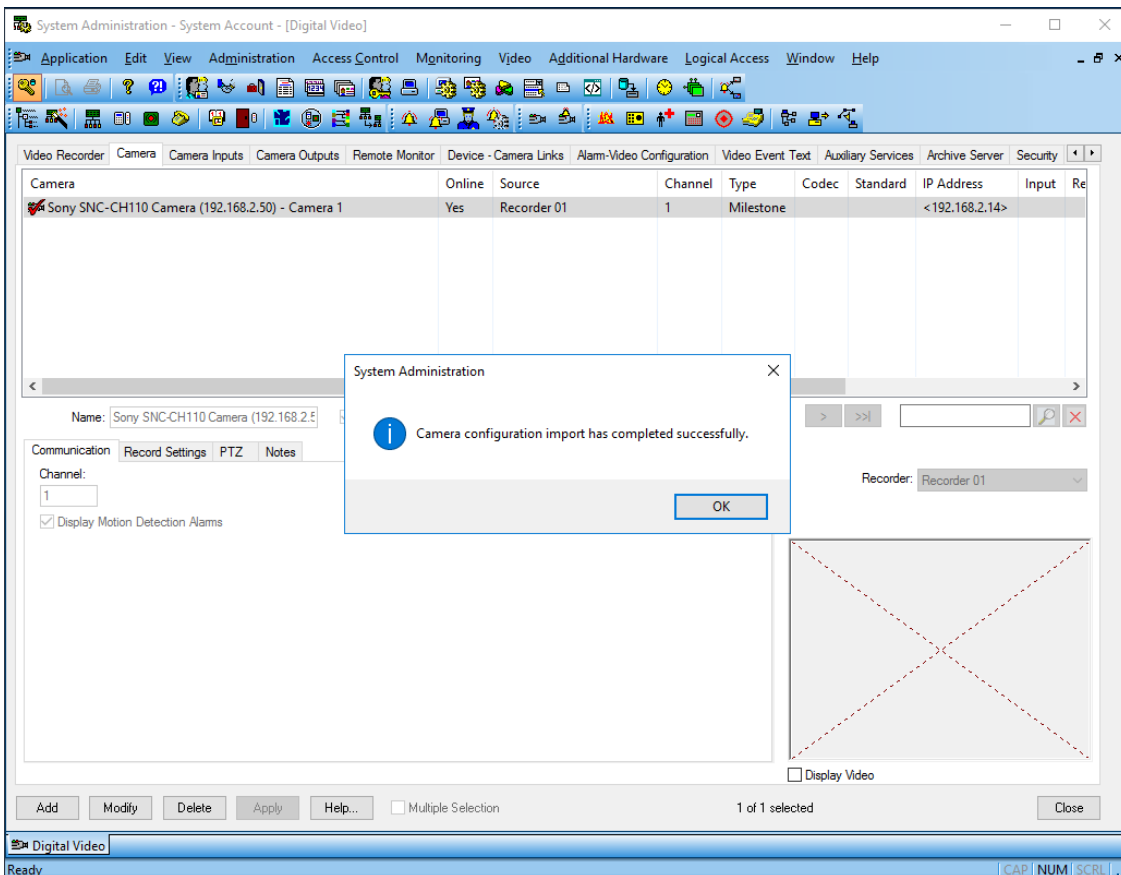 System Administration - System Account - [Digital Video]
Application Edit View Administration Access Control Monitoring Video Additional Hardware Logical Access Window Help
Video Recorder Camera Camera Inputs Camera Outputs Remote Monitor Device - Camera Links Alarm-Video Configuration Video Event Text Auxiliary Services Archive Server Security
Camera Online Source Channel Type Codec Standard IP Address Input Re
Sony SNC-CH110 Camera (192.168.2.50) - Camera 1 Yes Recorder 01 1 Milestone <192.168.2.14>
System Administration
Camera configuration import has completed successfully.
OK
Name: Sony SNC-CH110 Camera (192.168.2.5
> >>|
Communication Record Settings PTZ Notes
Channel:
1
Display Motion Detection Alarms
Recorder: Recorder 01
Display Video
Add Modify Delete Apply Help... Multiple Selection 1 of 1 selected Close
Digital Video
Ready CAP NUM SCRL